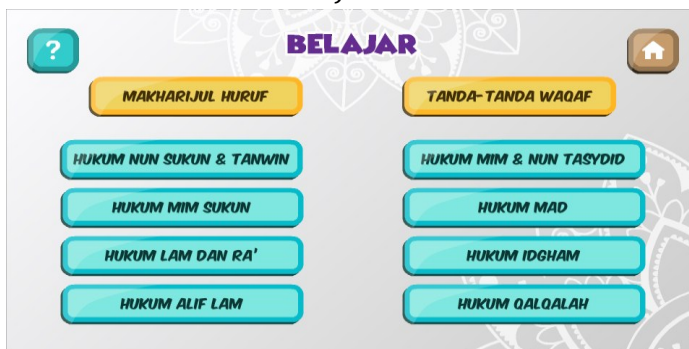 ?
BELAJAR
MAKHARIJUL HURUF
TANDA-TANDA WAQAF
HUKUM NUN SUKUN & TANWIN
HUKUM MIM & NUN TASYDID
HUKUM MIM SUKUN
HUKUM MAD
HUKUM LAM DAN RA'
HUKUM IDGHAM
HUKUM ALIF LAM
HUKUM QALQALAH